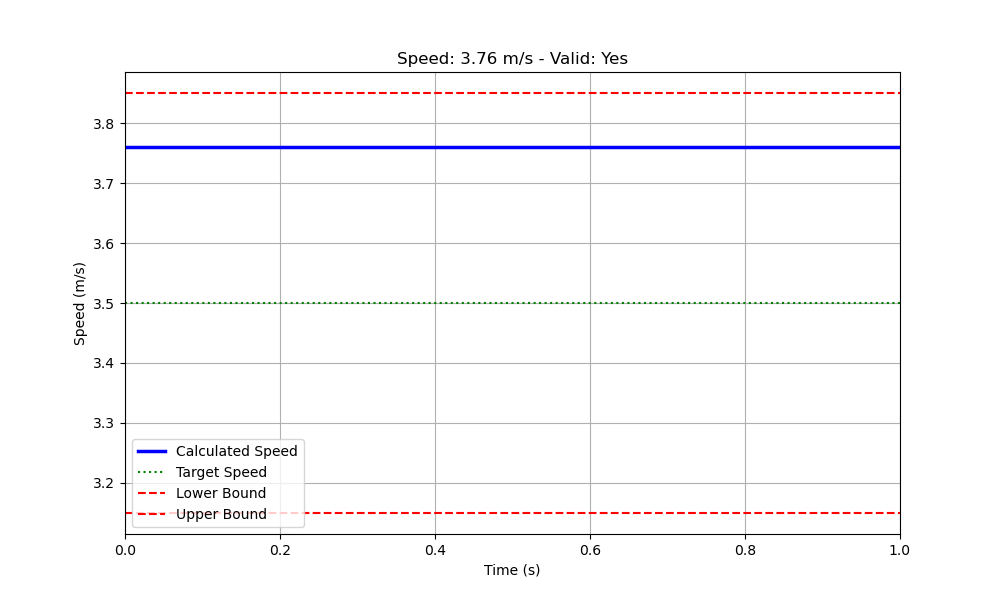 Speed: 3.76 m/s - Valid: Yes
Speed (m/s)
3.8
3.7
3.6
3.5
3.4
3.3
3.2
Calculated Speed
Target Speed
Lower Bound
Upper Bound
0.0 0.2 0.4 0.6 0.8 1.0
Time (s)